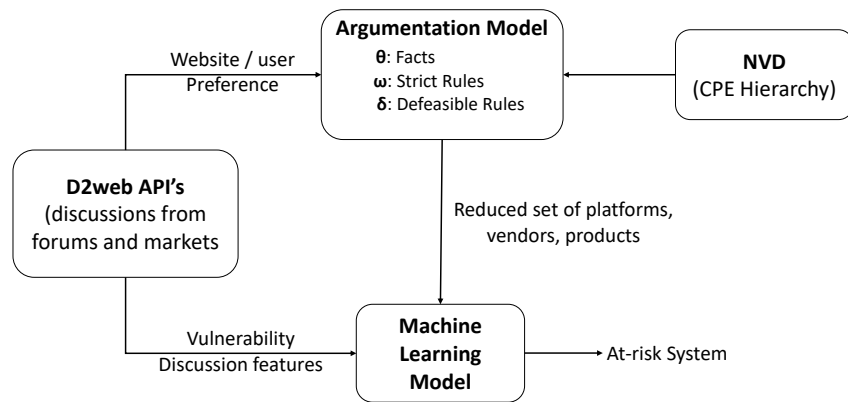 Argumentation Model
θ: Facts
ω: Strict Rules
δ: Defeasible Rules
Website / user
Preference
NVD
(CPE Hierarchy)
D2web API's
(discussions from
forums and markets
Reduced set of platforms,
vendors, products
Vulnerability
Discussion features
Machine
Learning
Model
At-risk System